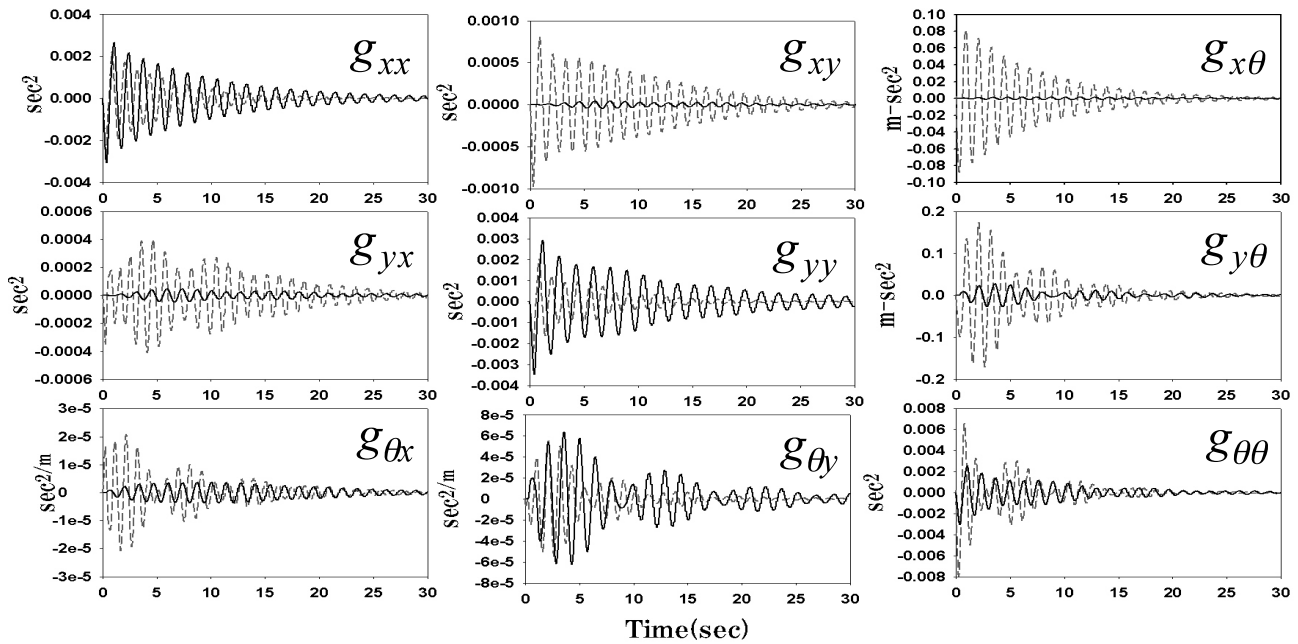 0.004
0.002
0.000
-0.002
-0.004
sec²
g xx
0 5 10 15 20 25 30
0.0010
0.0005
0.0000
-0.0005
-0.0010
sec²
g xy
0 5 10 15 20 25 30
0.10
0.08
0.06
0.04
0.02
0.00
-0.02
-0.04
-0.06
-0.08
-0.10
m-sec²
g xθ
0 5 10 15 20 25 30
0.0006
0.0004
0.0002
0.0000
-0.0002
-0.0004
-0.0006
sec²
g yx
0 5 10 15 20 25 30
0.004
0.003
0.002
0.001
0.000
-0.001
-0.002
-0.003
-0.004
sec²
g yy
0 5 10 15 20 25 30
0.2
0.1
0.0
-0.1
-0.2
m-sec²
g yθ
0 5 10 15 20 25 30
3e-5
2e-5
1e-5
0
-1e-5
-2e-5
-3e-5
sec²/m
g θx
0 5 10 15 20 25 30
8e-5
6e-5
4e-5
2e-5
0
-2e-5
-4e-5
-6e-5
-8e-5
sec²/m
g θy
0 5 10 15 20 25 30
0.008
0.006
0.004
0.002
0.000
-0.002
-0.004
-0.006
-0.008
sec²
g θθ
0 5 10 15 20 25 30
Time(sec)